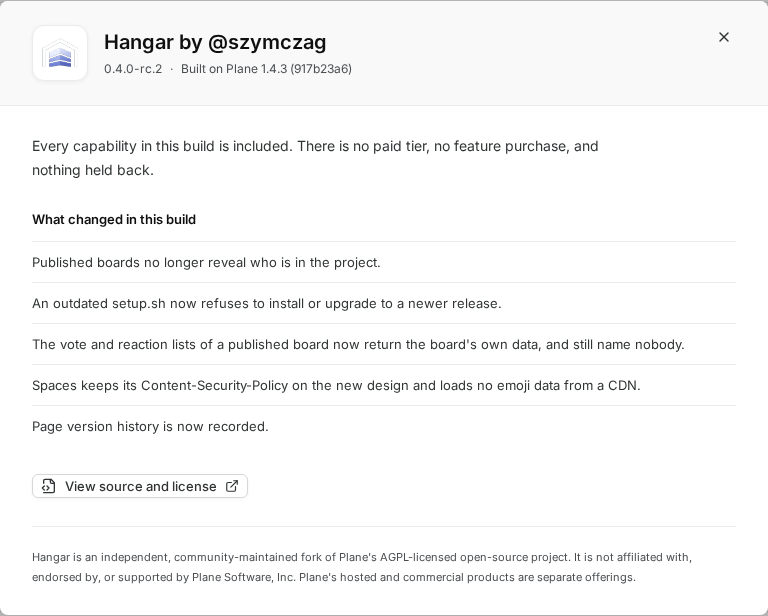 Hangar by @szymczag
0.4.0-rc.2 · Built on Plane 1.4.3 (917b23a6)
Every capability in this build is included. There is no paid tier, no feature purchase, and
nothing held back.
What changed in this build
Published boards no longer reveal who is in the project.
An outdated setup.sh now refuses to install or upgrade to a newer release.
The vote and reaction lists of a published board now return the board's own data, and still name nobody.
Spaces keeps its Content-Security-Policy on the new design and loads no emoji data from a CDN.
Page version history is now recorded.
View source and license
Hangar is an independent, community-maintained fork of Plane's AGPL-licensed open-source project. It is not affiliated with,
endorsed by, or supported by Plane Software, Inc. Plane's hosted and commercial products are separate offerings.